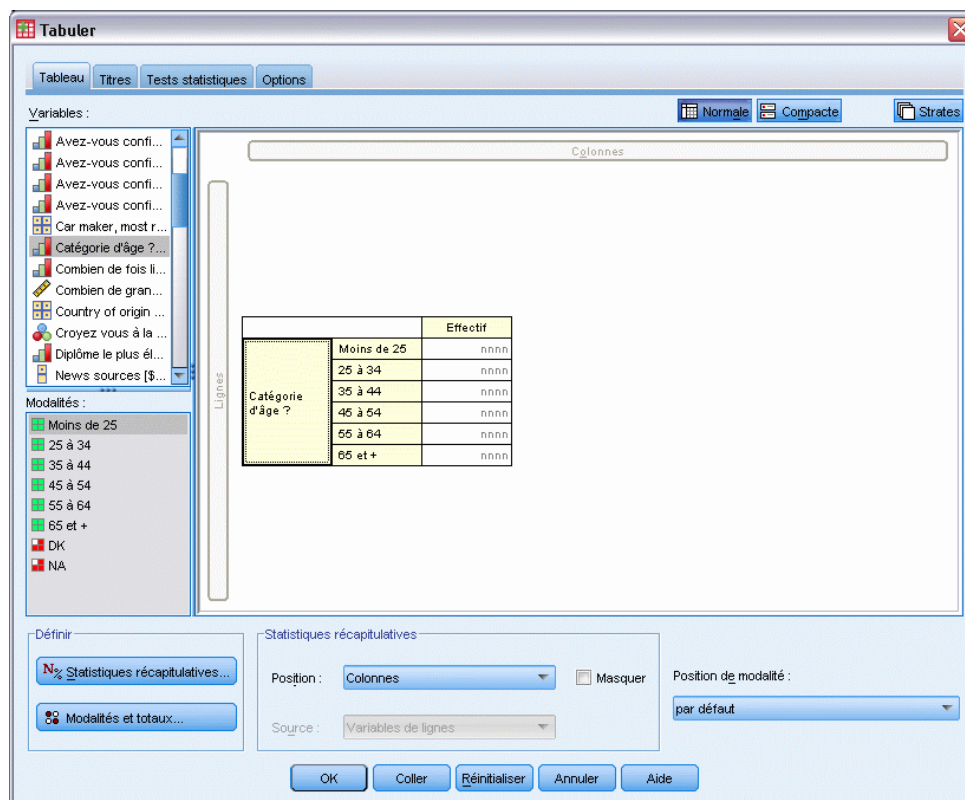 Tabuler
Tableau Titres Tests statistiques Options
Variables :
Normale Compacte Strates
Avez-vous confi...
Avez-vous confi...
Avez-vous confi...
Avez-vous confi...
Car maker, most r...
Catégorie d'âge ?...
Combien de fois li...
Combien de gran...
Country of origin ...
Croyez vous à la ...
Diplôme le plus él...
News sources [$...
Modalités :
Moins de 25
25 à 34
35 à 44
45 à 54
55 à 64
65 et +
DK
NA
Colonnes
Lignes
Effectif
Catégorie d'âge ?
Moins de 25 nnnn
25 à 34 nnnn
35 à 44 nnnn
45 à 54 nnnn
55 à 64 nnnn
65 et + nnnn
Définir
N% Statistiques récapitulatives...
Modalités et totaux...
Statistiques récapitulatives
Position : Colonnes Masquer
Source : Variables de lignes
Position de modalité :
par défaut
OK Coller Réinitialiser Annuler Aide